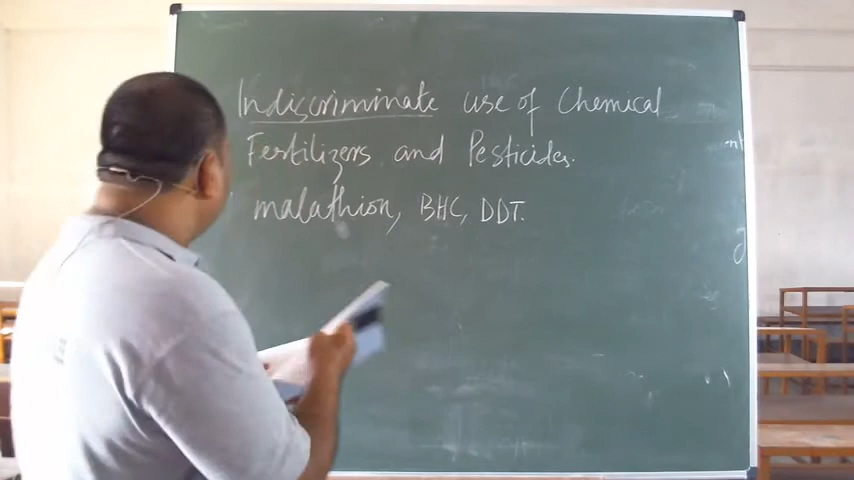 Indiscriminate use of Chemical
Fertilizers and Pesticides.
malathion, BHC, DDT.